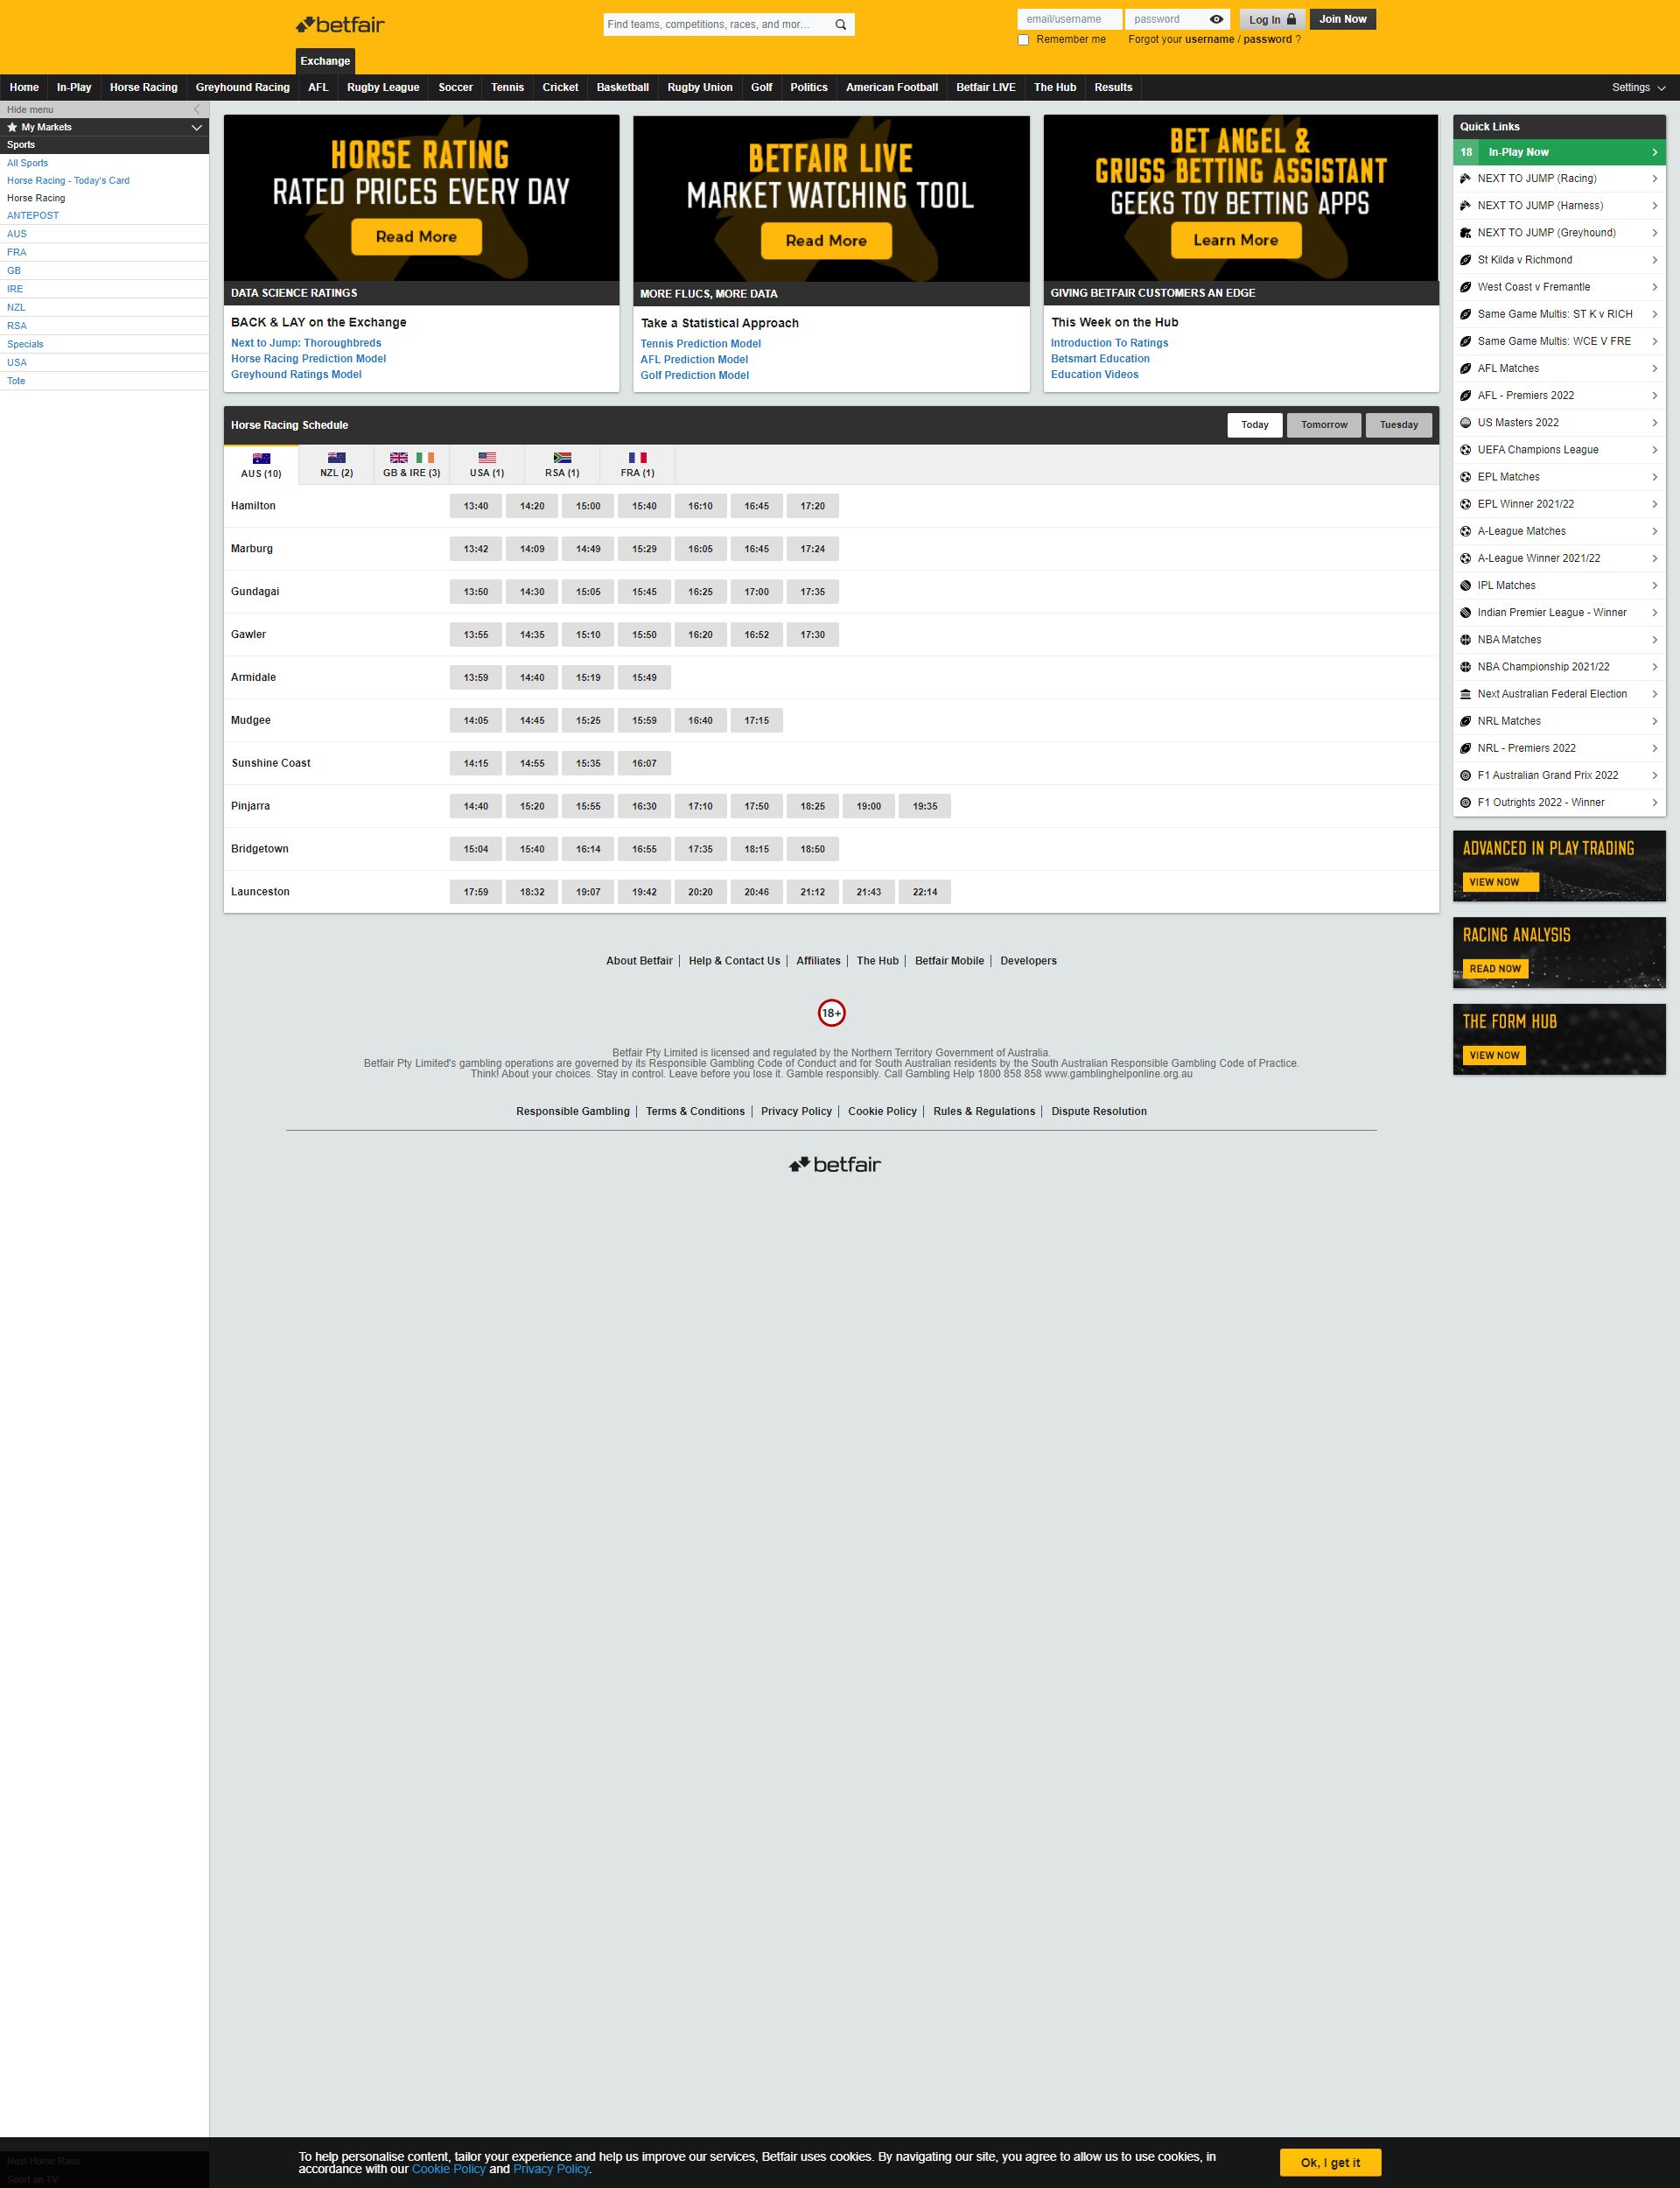 betfair
Find teams, competitions, races, and mor…
email/username
password
Log In
Join Now
Remember me
Forgot your username / password ?
Exchange
Home In-Play Horse Racing Greyhound Racing AFL Rugby League Soccer Tennis Cricket Basketball Rugby Union Golf Politics American Football Betfair LIVE The Hub Results Settings
Hide menu
My Markets
Sports
All Sports
Horse Racing - Today's Card
Horse Racing
ANTEPOST
AUS
FRA
GB
IRE
NZL
RSA
Specials
USA
Tote
HORSE RATING
RATED PRICES EVERY DAY
Read More
DATA SCIENCE RATINGS
BACK & LAY on the Exchange
Next to Jump: Thoroughbreds
Horse Racing Prediction Model
Greyhound Ratings Model
BETFAIR LIVE
MARKET WATCHING TOOL
Read More
MORE FLUCS, MORE DATA
Take a Statistical Approach
Tennis Prediction Model
AFL Prediction Model
Golf Prediction Model
BET ANGEL &
GRUSS BETTING ASSISTANT
GEEKS TOY BETTING APPS
Learn More
GIVING BETFAIR CUSTOMERS AN EDGE
This Week on the Hub
Introduction To Ratings
Betsmart Education
Education Videos
Horse Racing Schedule
Today Tomorrow Tuesday
AUS (10) NZL (2) GB & IRE (3) USA (1) RSA (1) FRA (1)
Hamilton 13:40 14:20 15:00 15:40 16:10 16:45 17:20
Marburg 13:42 14:09 14:49 15:29 16:05 16:45 17:24
Gundagai 13:50 14:30 15:05 15:45 16:25 17:00 17:35
Gawler 13:55 14:35 15:10 15:50 16:20 16:52 17:30
Armidale 13:59 14:40 15:19 15:49
Mudgee 14:05 14:45 15:25 15:59 16:40 17:15
Sunshine Coast 14:15 14:55 15:35 16:07
Pinjarra 14:40 15:20 15:55 16:30 17:10 17:50 18:25 19:00 19:35
Bridgetown 15:04 15:40 16:14 16:55 17:35 18:15 18:50
Launceston 17:59 18:32 19:07 19:42 20:20 20:46 21:12 21:43 22:14
Quick Links
18 In-Play Now
NEXT TO JUMP (Racing)
NEXT TO JUMP (Harness)
NEXT TO JUMP (Greyhound)
St Kilda v Richmond
West Coast v Fremantle
Same Game Multis: ST K v RICH
Same Game Multis: WCE V FRE
AFL Matches
AFL - Premiers 2022
US Masters 2022
UEFA Champions League
EPL Matches
EPL Winner 2021/22
A-League Matches
A-League Winner 2021/22
IPL Matches
Indian Premier League - Winner
NBA Matches
NBA Championship 2021/22
Next Australian Federal Election
NRL Matches
NRL - Premiers 2022
F1 Australian Grand Prix 2022
F1 Outrights 2022 - Winner
ADVANCED IN PLAY TRADING
VIEW NOW
RACING ANALYSIS
READ NOW
THE FORM HUB
VIEW NOW
About Betfair | Help & Contact Us | Affiliates | The Hub | Betfair Mobile | Developers
18+
Betfair Pty Limited is licensed and regulated by the Northern Territory Government of Australia.
Betfair Pty Limited's gambling operations are governed by its Responsible Gambling Code of Conduct and for South Australian residents by the South Australian Responsible Gambling Code of Practice.
Think! About your choices. Stay in control. Leave before you lose it. Gamble responsibly. Call Gambling Help 1800 858 858 www.gamblinghelponline.org.au
Responsible Gambling | Terms & Conditions | Privacy Policy | Cookie Policy | Rules & Regulations | Dispute Resolution
betfair
Next Horse Race
Sport on TV
To help personalise content, tailor your experience and help us improve our services, Betfair uses cookies. By navigating our site, you agree to allow us to use cookies, in
accordance with our Cookie Policy and Privacy Policy.
Ok, I get it